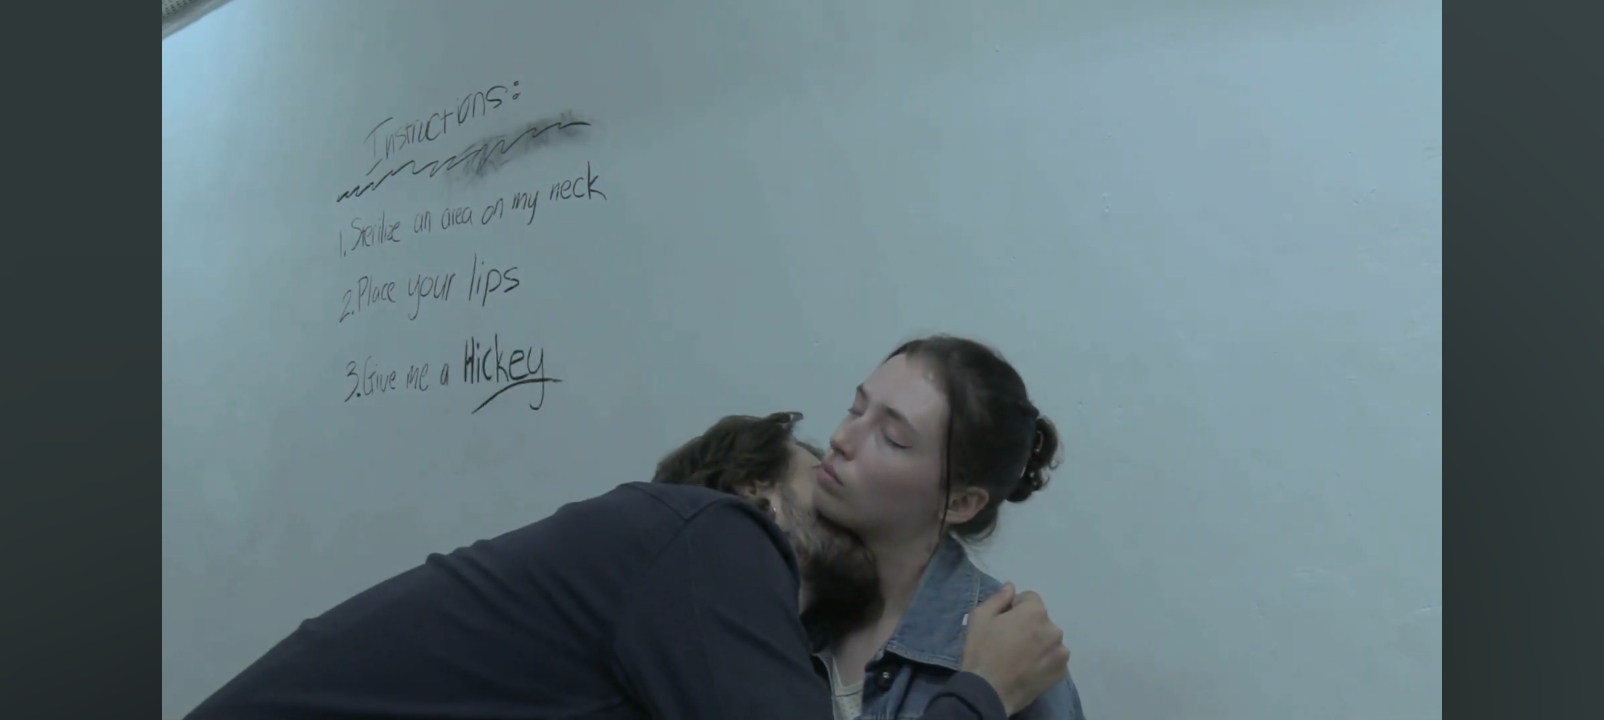 Instructions:
1. Sterilize an area on my neck
2. Place your lips
3. Give me a Hickey